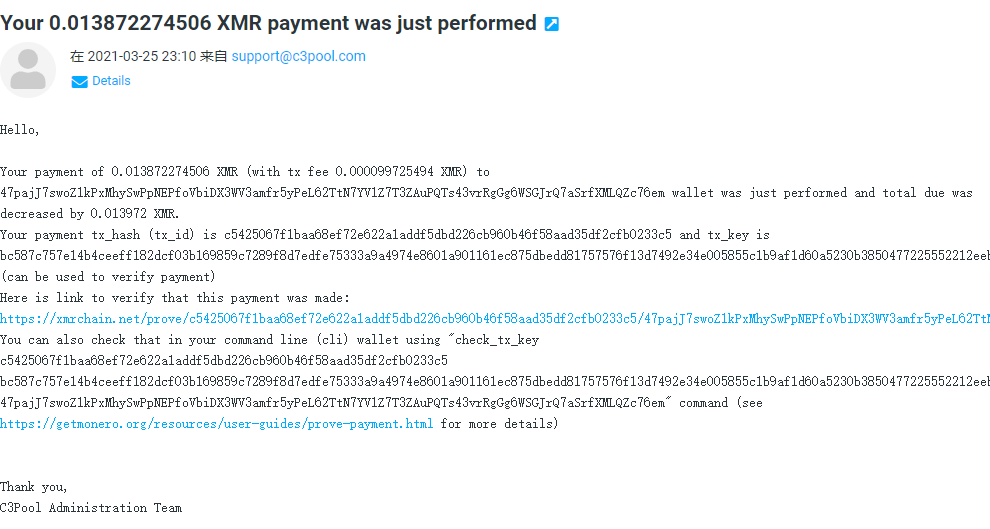 Your 0.013872274506 XMR payment was just performed
在 2021-03-25 23:10 来自 support@c3pool.com
Details
Hello,
Your payment of 0.013872274506 XMR (with tx fee 0.000099725494 XMR) to
47pajJ7swoZ1kPxMhySwPpNEPfoVbiDX3WV3amfr5yPeL62TtN7YV1Z7T3ZAuPQTs43vrRgGg6WSGJrQ7aSrfXMLQZc76em wallet was just performed and total due was
decreased by 0.013972 XMR.
Your payment tx_hash (tx_id) is c5425067f1baa68ef72e622a1addf5dbd226cb960b46f58aad35df2cfb0233c5 and tx_key is
bc587c757e14b4ceeff182dcf03b169859c7289f8d7edfe75333a9a4974e8601a901161ec875dbedd81757576f13d7492e34e005855c1b9af1d60a5230b3850477225552212eeb
(can be used to verify payment)
Here is link to verify that this payment was made:
https://xmrchain.net/prove/c5425067f1baa68ef72e622a1addf5dbd226cb960b46f58aad35df2cfb0233c5/47pajJ7swoZ1kPxMhySwPpNEPfoVbiDX3WV3amfr5yPeL62TtN
You can also check that in your command line (cli) wallet using "check_tx_key
c5425067f1baa68ef72e622a1addf5dbd226cb960b46f58aad35df2cfb0233c5
bc587c757e14b4ceeff182dcf03b169859c7289f8d7edfe75333a9a4974e8601a901161ec875dbedd81757576f13d7492e34e005855c1b9af1d60a5230b3850477225552212eeb
47pajJ7swoZ1kPxMhySwPpNEPfoVbiDX3WV3amfr5yPeL62TtN7YV1Z7T3ZAuPQTs43vrRgGg6WSGJrQ7aSrfXMLQZc76em" command (see
https://getmonero.org/resources/user-guides/prove-payment.html for more details)
Thank you,
C3Pool Administration Team